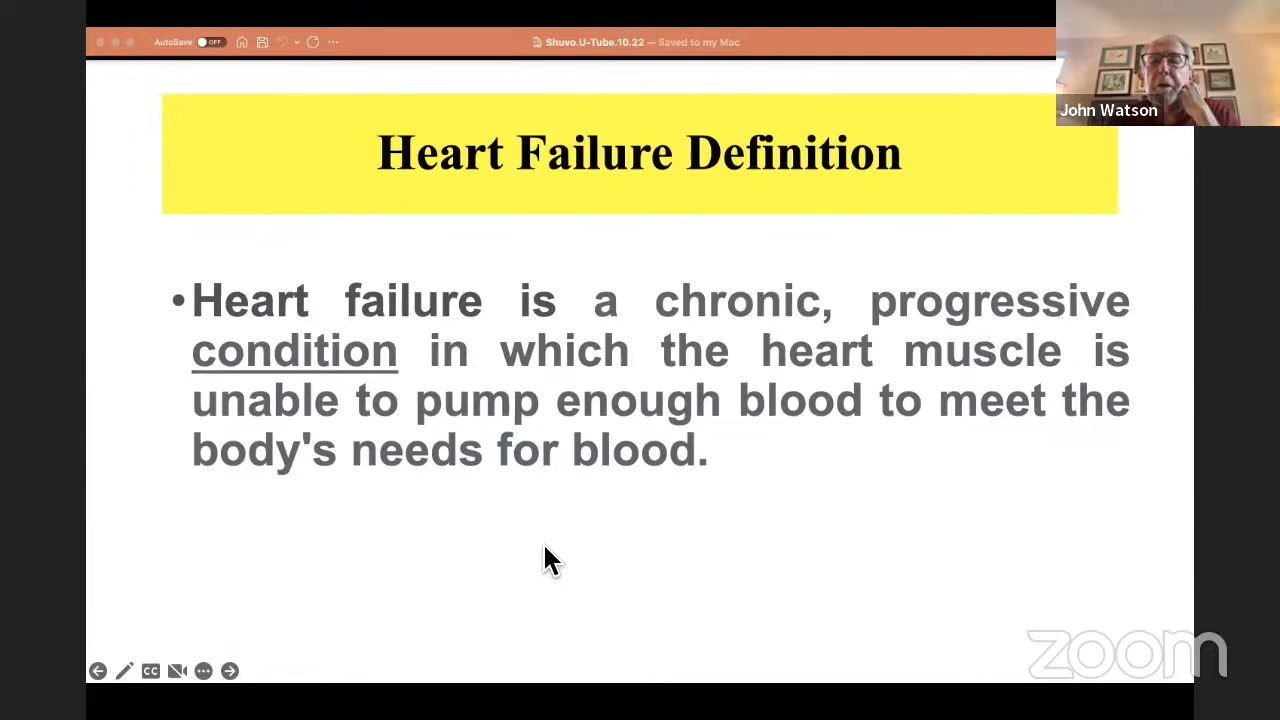 AutoSave OFF
Shuvo.U-Tube.10.22 — Saved to my Mac
John Watson
Heart Failure Definition
•Heart failure is a chronic, progressive
condition in which the heart muscle is
unable to pump enough blood to meet the
body's needs for blood.
CC
zoom